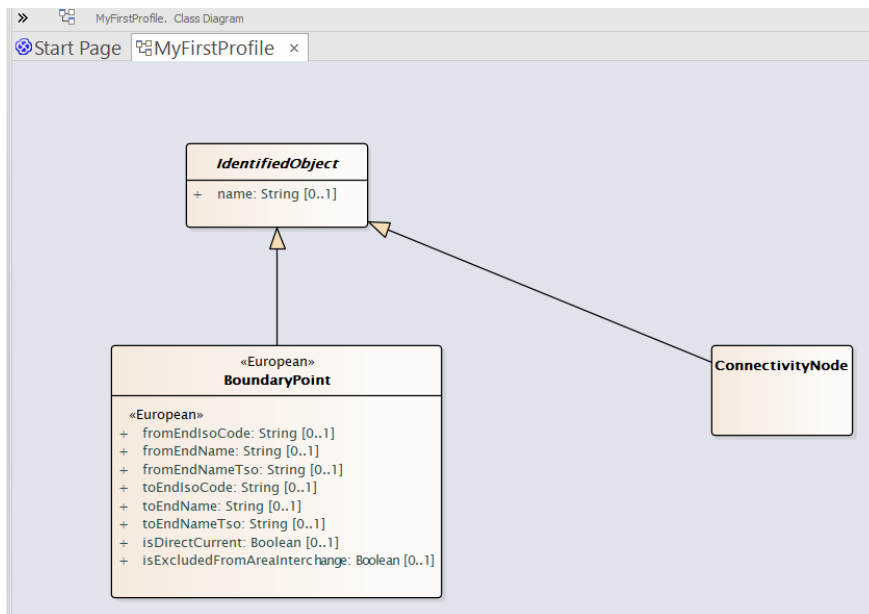 MyFirstProfile. Class Diagram
Start Page MyFirstProfile ×
IdentifiedObject
+ name: String [0..1]
«European»
BoundaryPoint
«European»
+ fromEndIsoCode: String [0..1]
+ fromEndName: String [0..1]
+ fromEndNameTso: String [0..1]
+ toEndIsoCode: String [0..1]
+ toEndName: String [0..1]
+ toEndNameTso: String [0..1]
+ isDirectCurrent: Boolean [0..1]
+ isExcludedFromAreaInterchange: Boolean [0..1]
ConnectivityNode